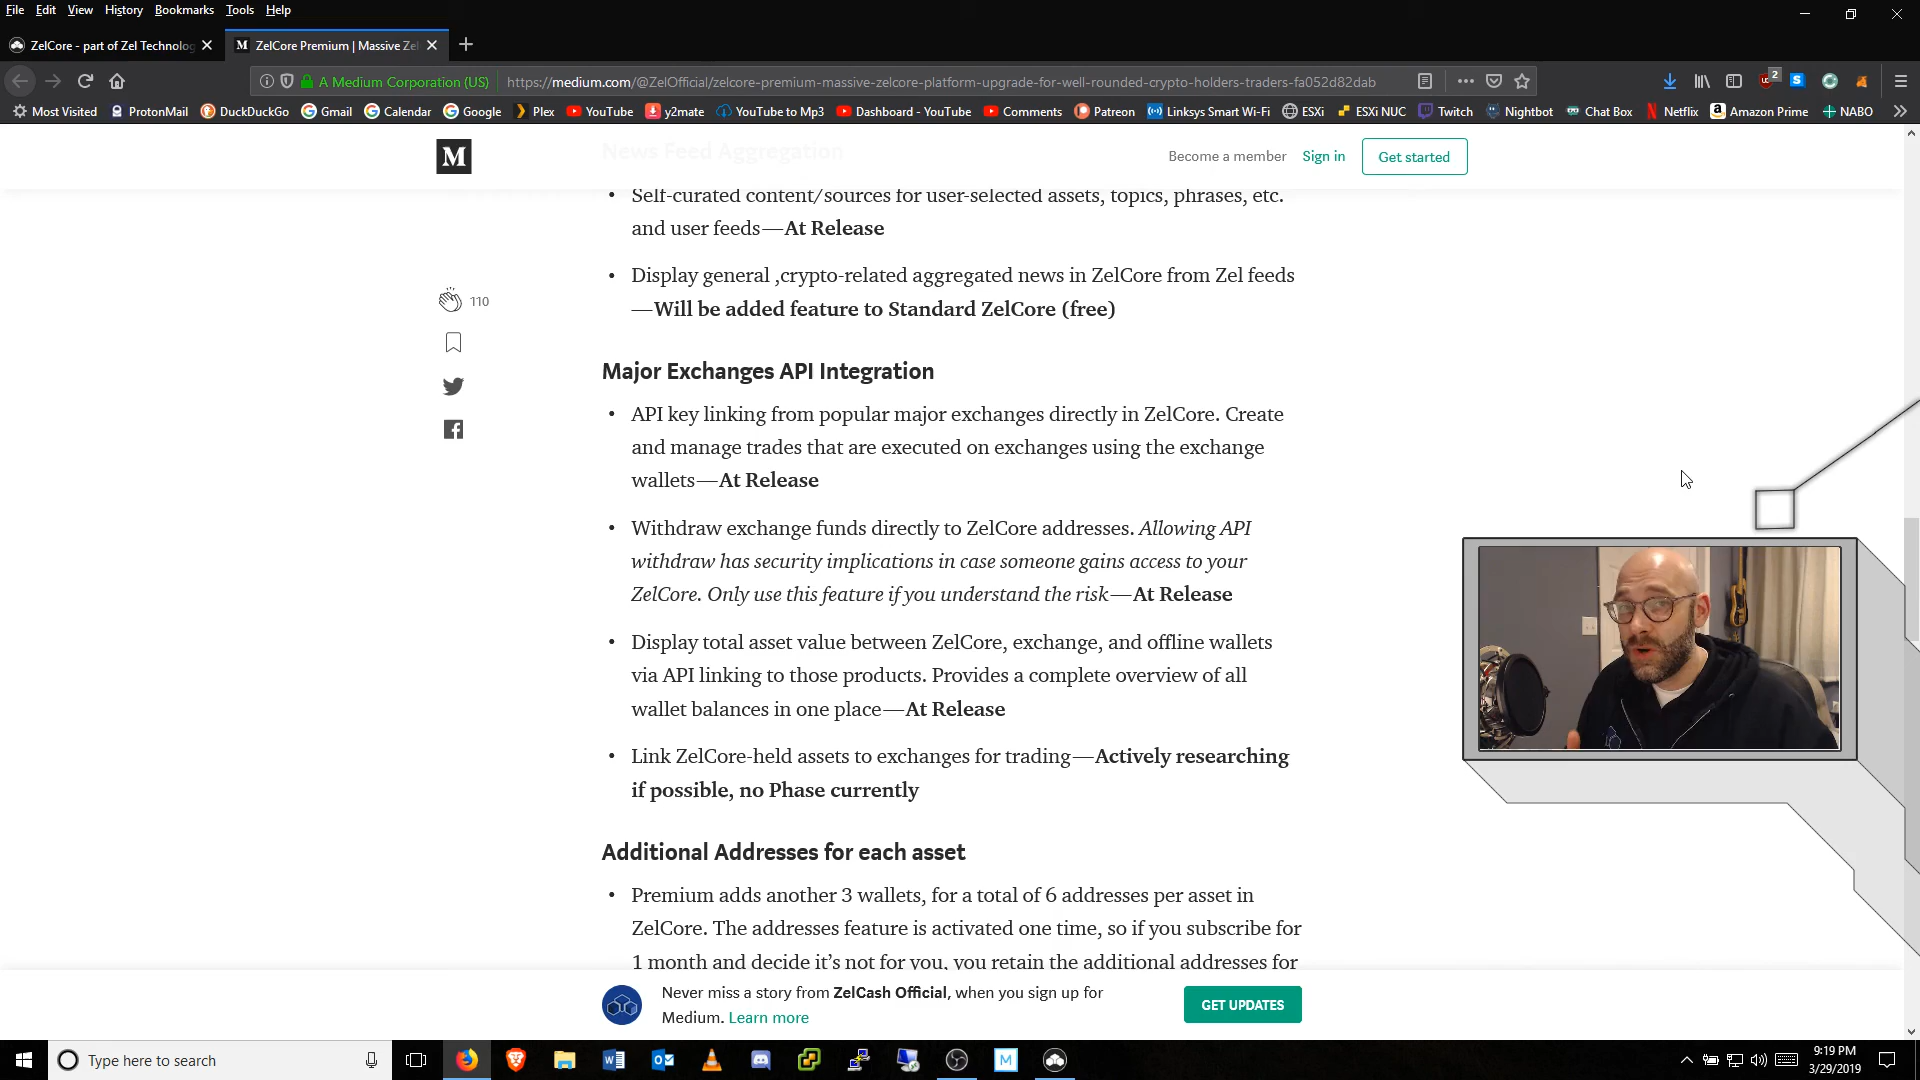 File Edit View History Bookmarks Tools Help
ZelCore - part of Zel Technolog
M ZelCore Premium | Massive Zel
A Medium Corporation (US)
https://medium.com/@ZelOfficial/zelcore-premium-massive-zelcore-platform-upgrade-for-well-rounded-crypto-holders-traders-fa052d82dab
2
Most Visited ProtonMail DuckDuckGo Gmail Calendar Google Plex YouTube y2mate YouTube to Mp3 Dashboard - YouTube Comments Patreon Linksys Smart Wi-Fi ESXi ESXi NUC Twitch Nightbot Chat Box Netflix Amazon Prime NABO
M
News Feed Aggregation
Become a member Sign in Get started
• Self-curated content/sources for user-selected assets, topics, phrases, etc.
and user feeds—At Release
• Display general ,crypto-related aggregated news in ZelCore from Zel feeds
—Will be added feature to Standard ZelCore (free)
110
Major Exchanges API Integration
• API key linking from popular major exchanges directly in ZelCore. Create
and manage trades that are executed on exchanges using the exchange
wallets—At Release
• Withdraw exchange funds directly to ZelCore addresses. Allowing API
withdraw has security implications in case someone gains access to your
ZelCore. Only use this feature if you understand the risk—At Release
• Display total asset value between ZelCore, exchange, and offline wallets
via API linking to those products. Provides a complete overview of all
wallet balances in one place—At Release
• Link ZelCore-held assets to exchanges for trading—Actively researching
if possible, no Phase currently
Additional Addresses for each asset
• Premium adds another 3 wallets, for a total of 6 addresses per asset in
ZelCore. The addresses feature is activated one time, so if you subscribe for
1 month and decide it's not for you, you retain the additional addresses for
Never miss a story from ZelCash Official, when you sign up for
Medium. Learn more
GET UPDATES
Type here to search
9:19 PM
3/29/2019